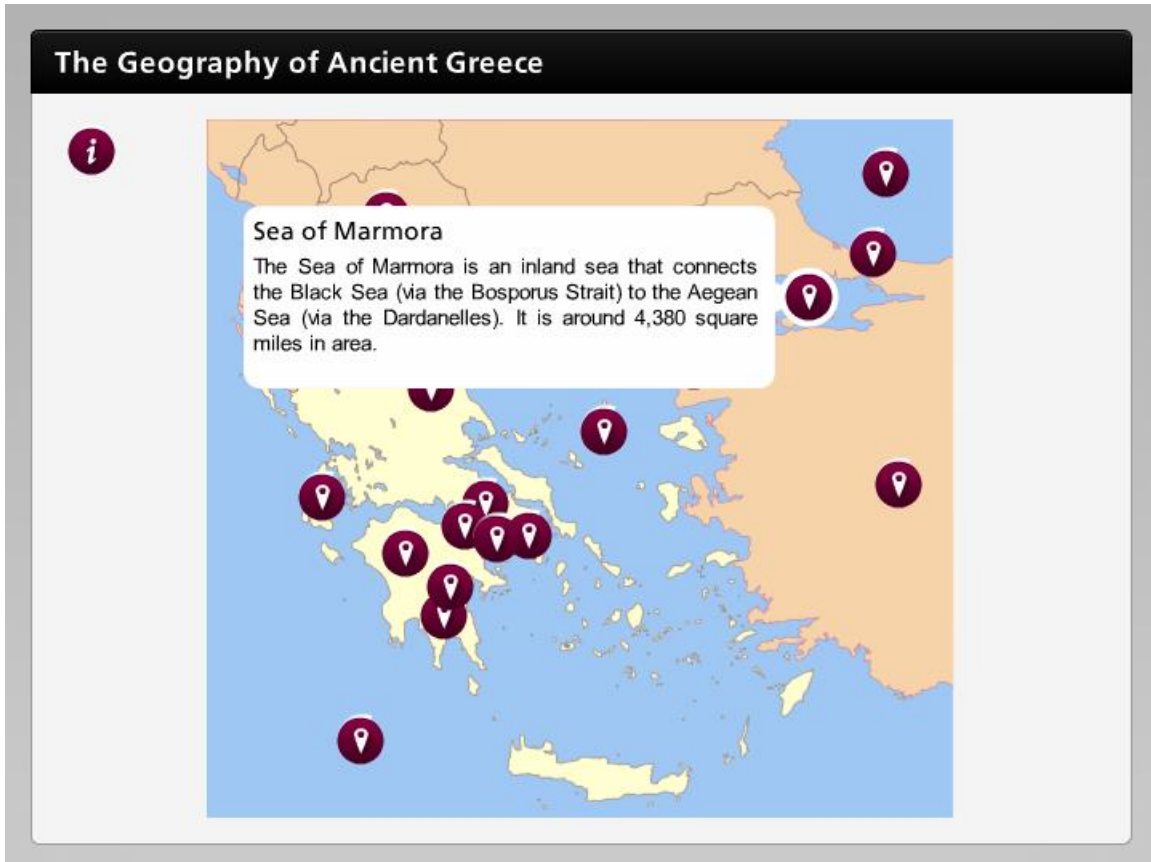 The Geography of Ancient Greece
i
Sea of Marmora
The Sea of Marmora is an inland sea that connects
the Black Sea (via the Bosporus Strait) to the Aegean
Sea (via the Dardanelles). It is around 4,380 square
miles in area.